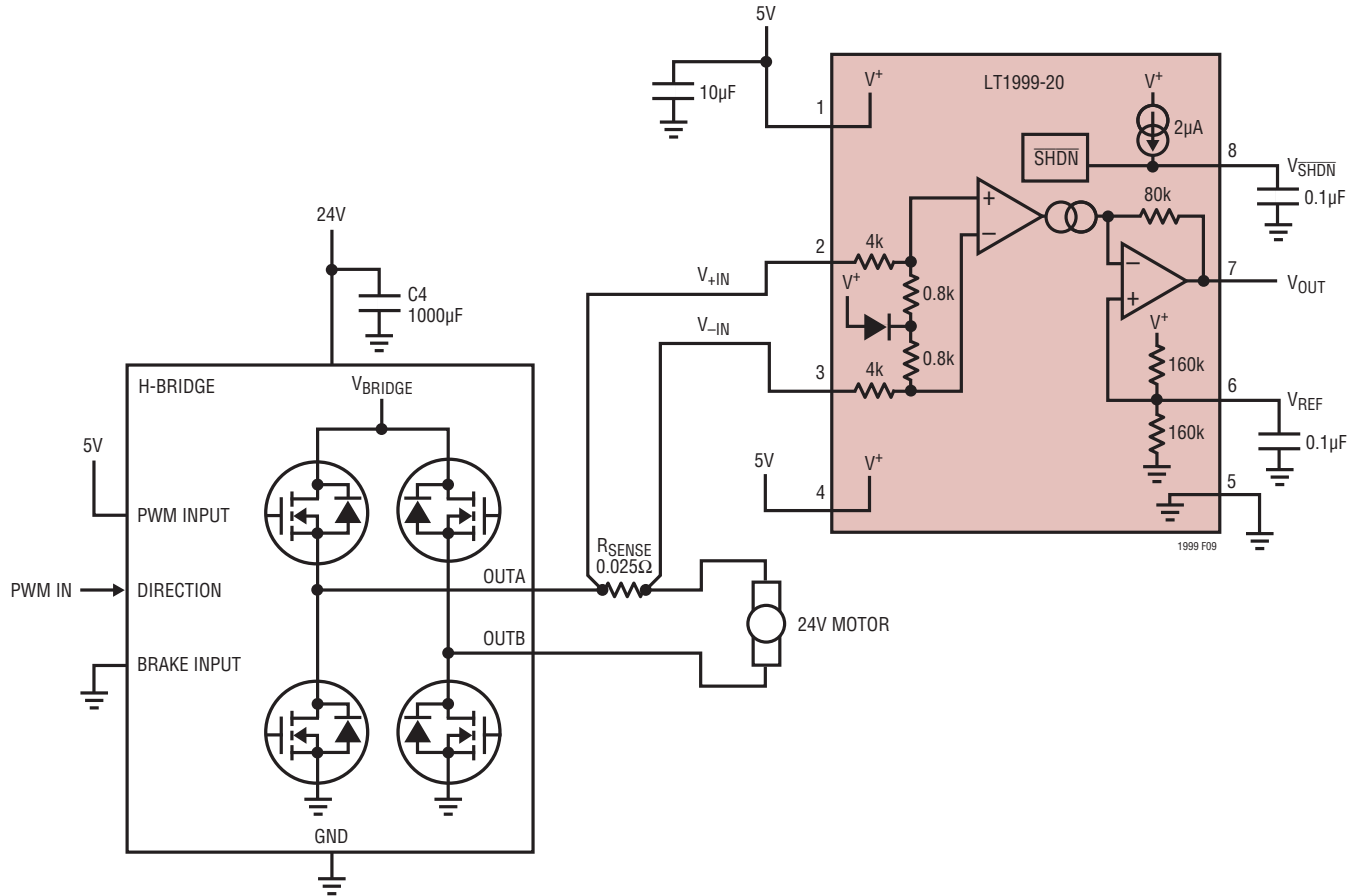 5V
10µF
1
V+
LT1999-20
V+
2µA
SHDN
8
VSHDN
0.1µF
24V
C4
1000µF
2
4k
V+IN
V+
0.8k
V–IN
0.8k
3
4k
+
–
80k
–
+
7
VOUT
V+
160k
6
VREF
160k
0.1µF
5V
4
V+
5
1999 F09
H-BRIDGE
VBRIDGE
5V
PWM INPUT
RSENSE
0.025Ω
OUTA
PWM IN
DIRECTION
24V MOTOR
OUTB
BRAKE INPUT
GND